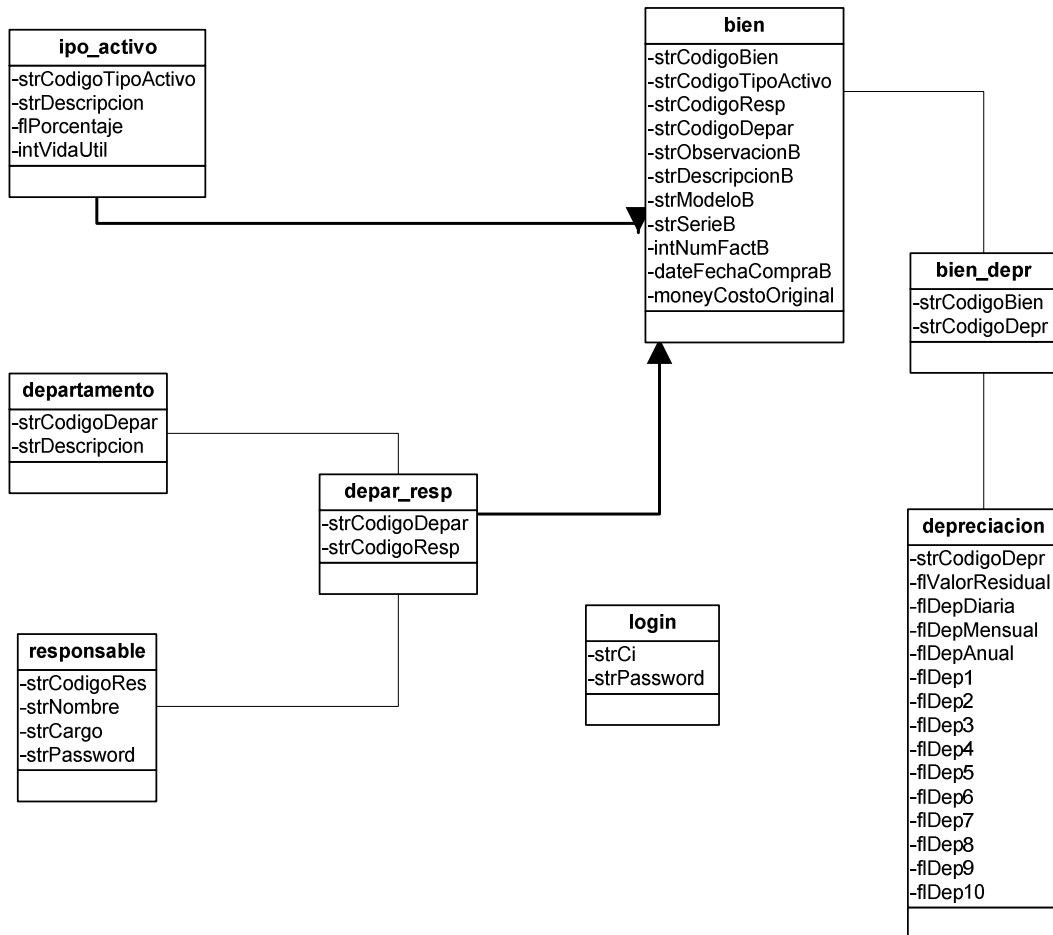 ipo_activo
-strCodigoTipoActivo
-strDescripcion
-flPorcentaje
-intVidaUtil
bien
-strCodigoBien
-strCodigoTipoActivo
-strCodigoResp
-strCodigoDepar
-strObservacionB
-strDescripcionB
-strModeloB
-strSerieB
-intNumFactB
-dateFechaCompraB
-moneyCostoOriginal
bien_depr
-strCodigoBien
-strCodigoDepr
departamento
-strCodigoDepar
-strDescripcion
depar_resp
-strCodigoDepar
-strCodigoResp
responsable
-strCodigoRes
-strNombre
-strCargo
-strPassword
login
-strCi
-strPassword
depreciacion
-strCodigoDepr
-flValorResidual
-flDepDiaria
-flDepMensual
-flDepAnual
-flDep1
-flDep2
-flDep3
-flDep4
-flDep5
-flDep6
-flDep7
-flDep8
-flDep9
-flDep10